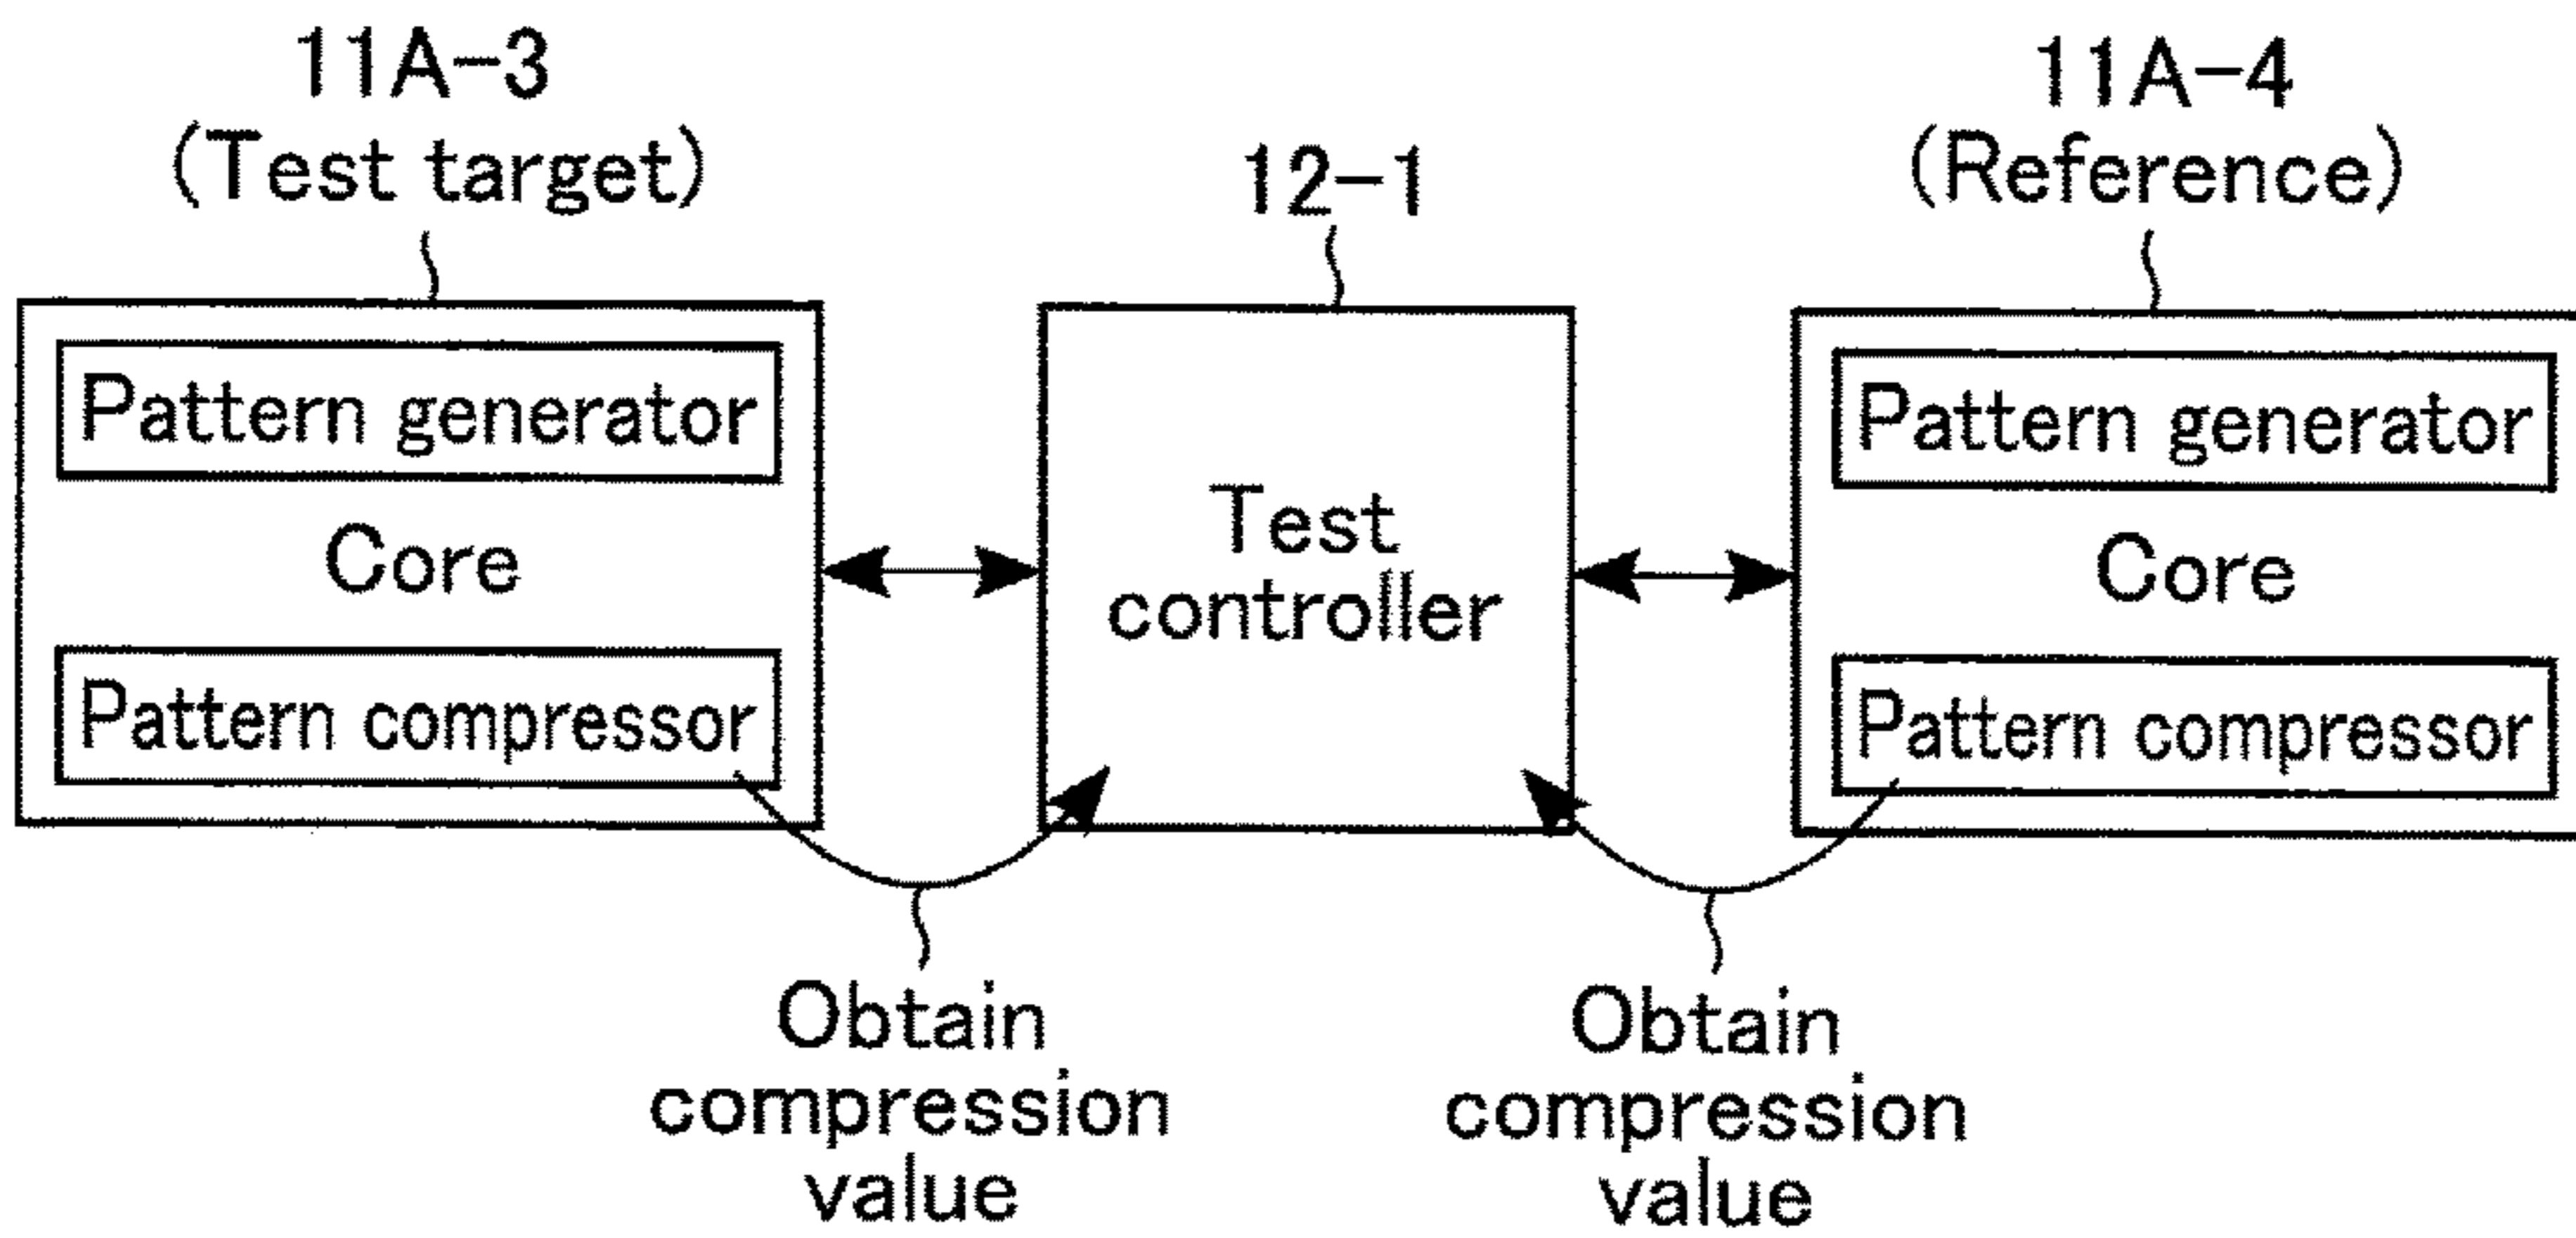 11A-3
(Test target)
12-1
11A-4
(Reference)
Pattern generator
Core
Pattern compressor
Test
controller
Pattern generator
Core
Pattern compressor
Obtain
compression
value
Obtain
compression
value